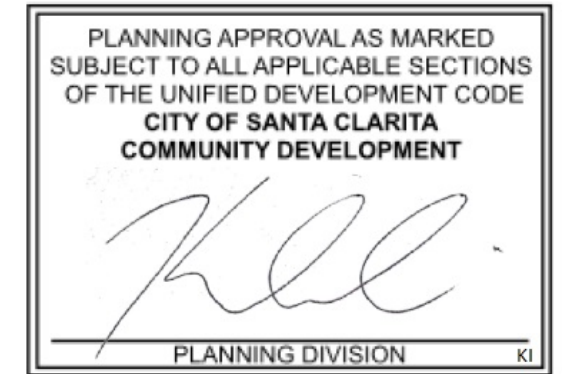 PLANNING APPROVAL AS MARKED
SUBJECT TO ALL APPLICABLE SECTIONS
OF THE UNIFIED DEVELOPMENT CODE
CITY OF SANTA CLARITA
COMMUNITY DEVELOPMENT
PLANNING DIVISION KI